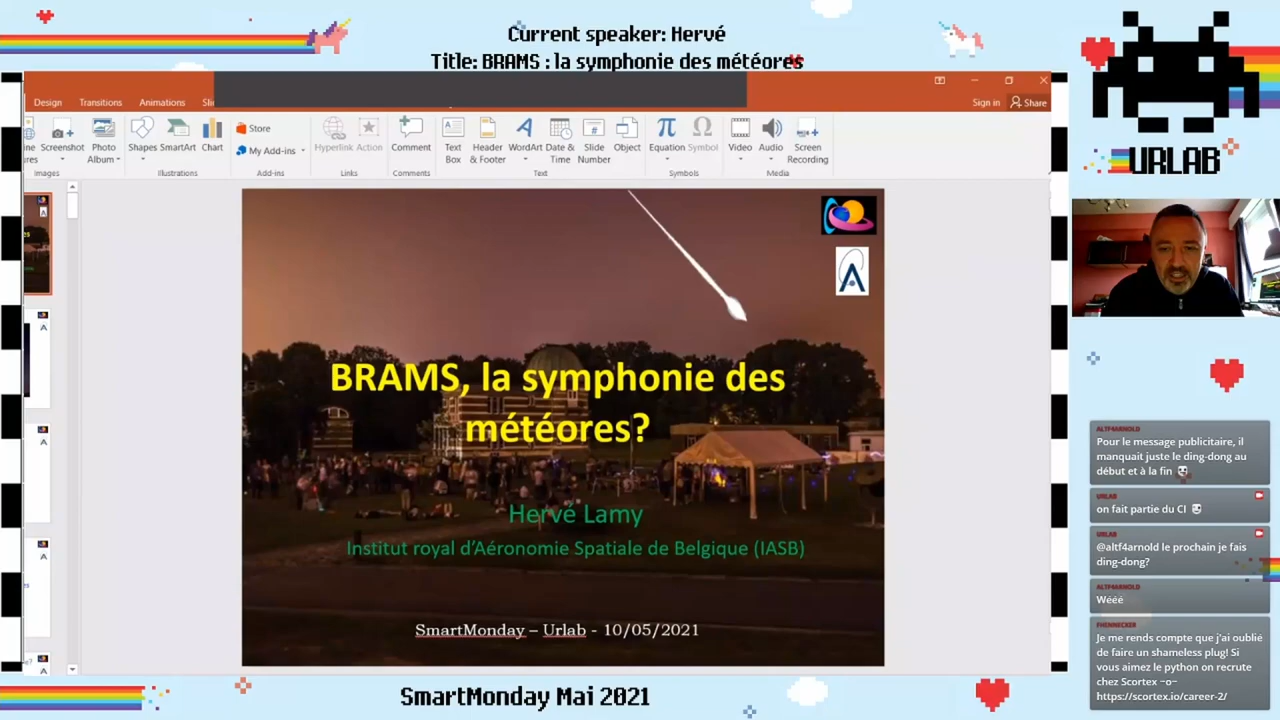 Current speaker: Hervé
Title: BRAMS : la symphonie des météores
Design
Transitions
Animations
Sli
Sign in
Share
Screenshot
Photo
Album
Shapes
SmartArt
Chart
Store
My Add-ins
Hyperlink
Action
Comment
Text
Box
Header
& Footer
WordArt
Date &
Time
Slide
Number
Object
Equation
Symbol
Video
Audio
Screen
Recording
Illustrations
Add-ins
Links
Comments
Text
Symbols
Media
BRAMS, la symphonie des
météores?
Hervé Lamy
Institut royal d'Aéronomie Spatiale de Belgique (IASB)
SmartMonday – Urlab - 10/05/2021
SmartMonday Mai 2021
URLAB
ALTF4ARNOLD
Pour le message publicitaire, il
manquait juste le ding-dong au
début et à la fin
URLAB
on fait partie du CI
URLAB
@altf4arnold le prochain je fais
ding-dong?
ALTF4ARNOLD
Wééé
FHENNECKER
Je me rends compte que j'ai oublié
de faire un shameless plug! Si
vous aimez le python on recrute
chez Scortex ~o~
https://scortex.io/career-2/